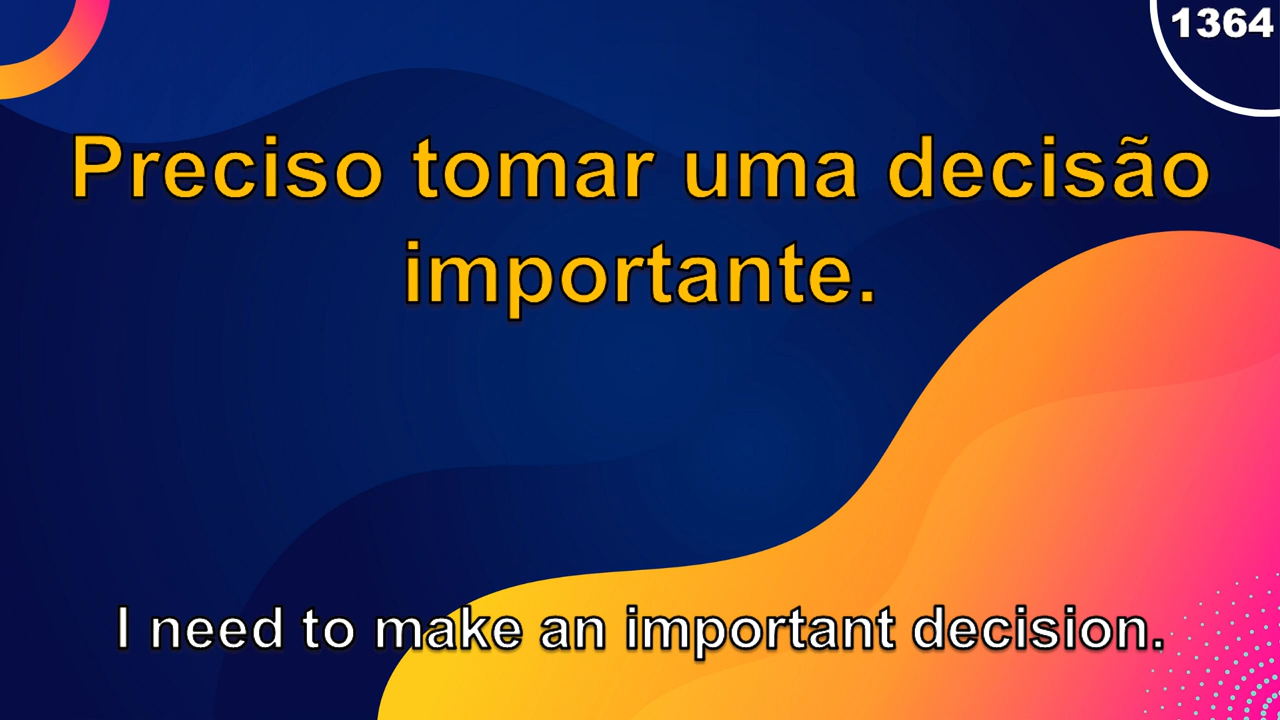 1364
Preciso tomar uma decisão
importante.
I need to make an important decision.